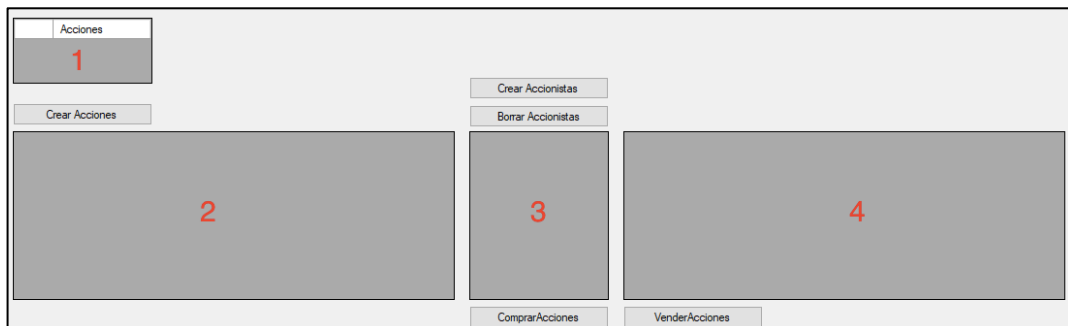 Acciones
1
Crear Accionistas
Crear Acciones
Borrar Accionistas
2
3
4
ComprarAcciones
VenderAcciones